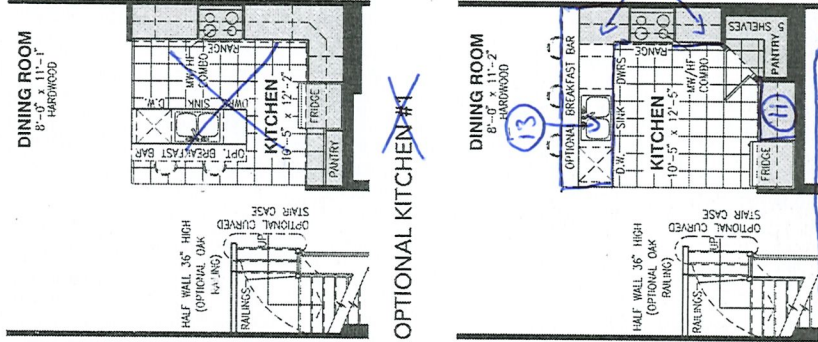 DINING ROOM
8'-0" x 11'-1"
HARDWOOD
RANGE
MW/HF
COMBO
DWRS
SINK
D.W.
KITCHEN
10'-5" x 12'-2"
FRIDGE
PANTRY
OPT. BREAKFAST BAR
HALF WALL 36" HIGH
(OPTIONAL OAK
RAILING)
RAILINGS
UP
OPTIONAL CURVED
STAIR CASE
OPTIONAL KITCHEN #1
DINING ROOM
8'-0" x 11'-2"
HARDWOOD
OPTIONAL BREAKFAST BAR
RANGE
5 SHELVES
PANTRY
MW/HF
COMBO
DWRS
SINK
D.W.
13
KITCHEN
10'-5" x 12'-5"
11
FRIDGE
HALF WALL 36" HIGH
(OPTIONAL OAK
RAILING)
RAILINGS
UP
OPTIONAL CURVED
STAIR CASE